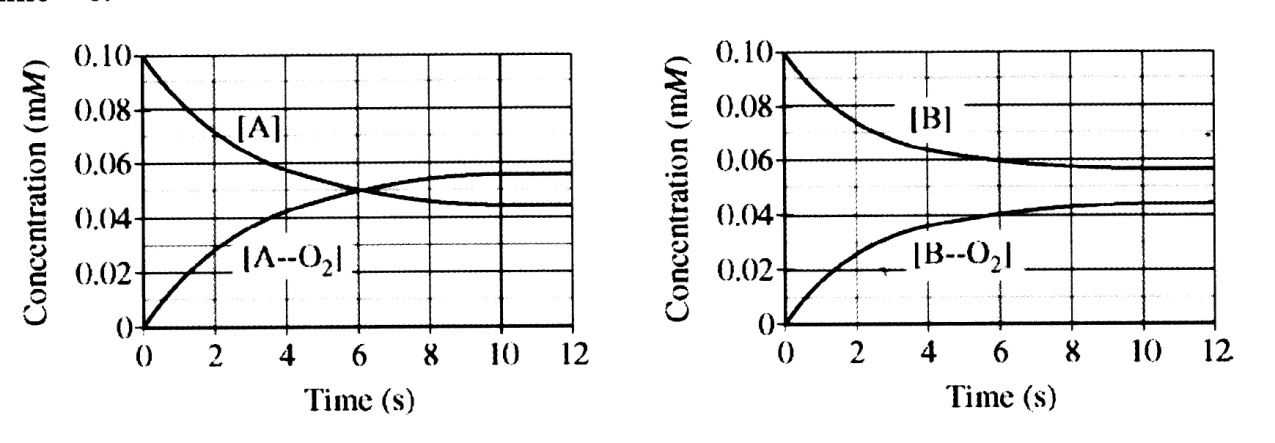 0.10
0.08
0.06
0.04
0.02
0
Concentration (mM)
[A]
[A--O2]
0 2 4 6 8 10 12
Time (s)
0.10
0.08
0.06
0.04
0.02
0
Concentration (mM)
[B]
[B--O2]
0 2 4 6 8 10 12
Time (s)